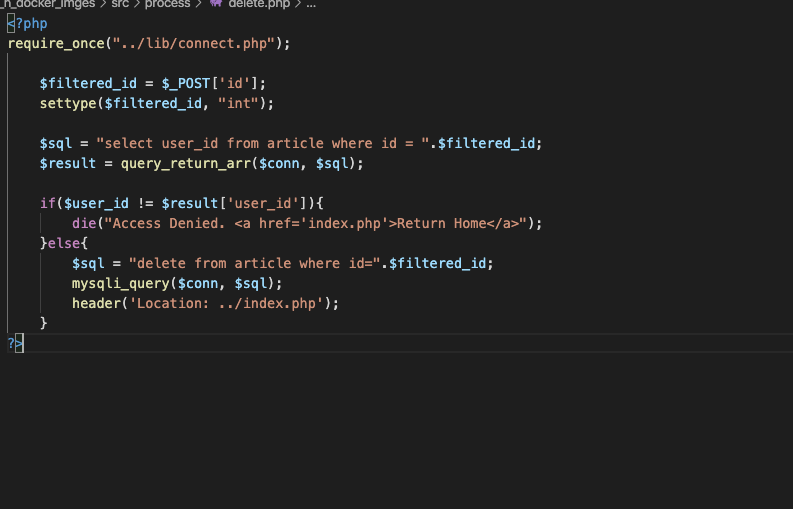 _n_docker_imges > src > process > delete.php > ...
<?php
require_once("../lib/connect.php");
$filtered_id = $_POST['id'];
settype($filtered_id, "int");
$sql = "select user_id from article where id = ".$filtered_id;
$result = query_return_arr($conn, $sql);
if($user_id != $result['user_id']){
die("Access Denied. <a href='index.php'>Return Home</a>");
}else{
$sql = "delete from article where id=".$filtered_id;
mysqli_query($conn, $sql);
header('Location: ../index.php');
}
?>